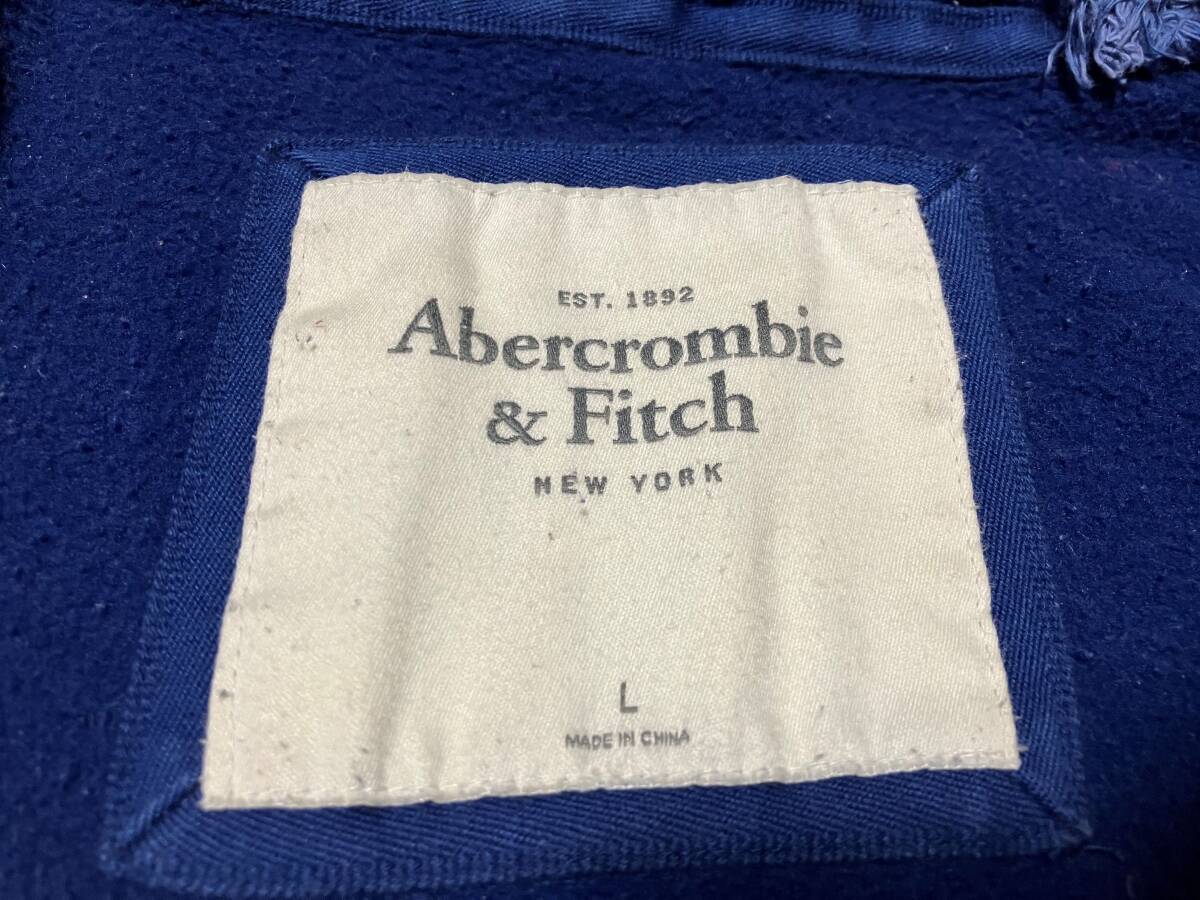 EST. 1892
Abercrombie
& Fitch
NEW YORK
L
MADE IN CHINA